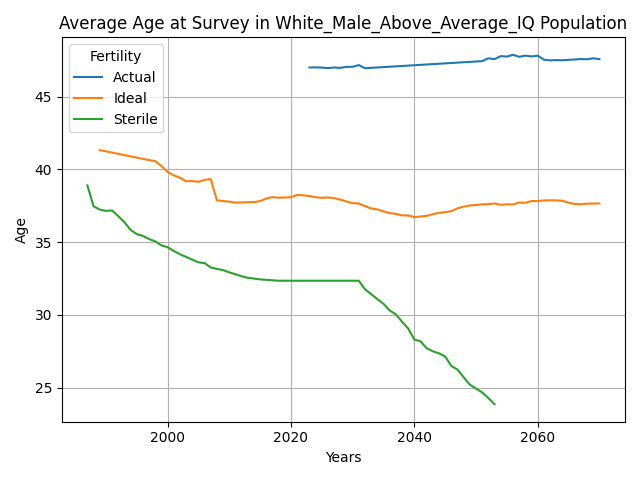 Average Age at Survey in White_Male_Above_Average_IQ Population
Fertility
Actual
Ideal
Sterile
45
40
35
30
25
Age
2000
2020
2040
2060
Years